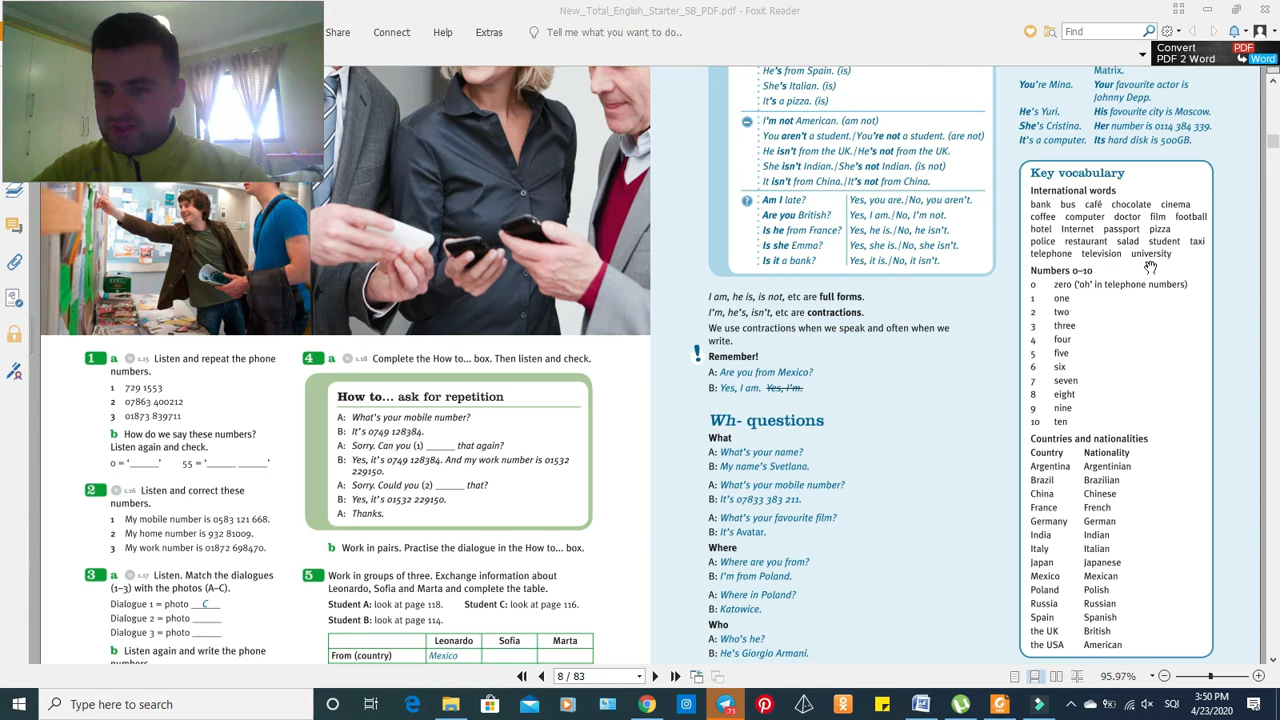 New_Total_English_Starter_SB_PDF.pdf - Foxit Reader
Share Connect Help Extras Tell me what you want to do.. Find
Convert PDF
PDF 2 Word Word
1 a 1.15 Listen and repeat the phone
numbers.
1 729 1553
2 07863 400212
3 01873 839711
b How do we say these numbers?
Listen again and check.
0 = '_____' 55 = '_____ _____'
2 1.16 Listen and correct these
numbers.
1 My mobile number is 0583 121 668.
2 My home number is 932 81009.
3 My work number is 01872 698470.
3 a 1.17 Listen. Match the dialogues
(1–3) with the photos (A–C).
Dialogue 1 = photo __C__
Dialogue 2 = photo _____
Dialogue 3 = photo _____
b Listen again and write the phone
numbers.
4 a 1.18 Complete the How to... box. Then listen and check.
How to... ask for repetition
A: What's your mobile number?
B: It's 0749 128384.
A: Sorry. Can you (1) _____ that again?
B: Yes, it's 0749 128384. And my work number is 01532
229150.
A: Sorry. Could you (2) _____ that?
B: Yes, it's 01532 229150.
A: Thanks.
b Work in pairs. Practise the dialogue in the How to... box.
5 Work in groups of three. Exchange information about
Leonardo, Sofia and Marta and complete the table.
Student A: look at page 118. Student C: look at page 116.
Student B: look at page 114.
Leonardo Sofia Marta
From (country) Mexico
He's from Spain. (is)
She's Italian. (is)
It's a pizza. (is)
I'm not American. (am not)
You aren't a student./You're not a student. (are not)
He isn't from the UK./He's not from the UK.
She isn't Indian./She's not Indian. (is not)
It isn't from China./It's not from China.
Am I late? Yes, you are./No, you aren't.
Are you British? Yes, I am./No, I'm not.
Is he from France? Yes, he is./No, he isn't.
Is she Emma? Yes, she is./No, she isn't.
Is it a bank? Yes, it is./No, it isn't.
I am, he is, is not, etc are full forms.
I'm, he's, isn't, etc are contractions.
We use contractions when we speak and often when we
write.
! Remember!
A: Are you from Mexico?
B: Yes, I am. Yes, I'm.
Wh- questions
What
A: What's your name?
B: My name's Svetlana.
A: What's your mobile number?
B: It's 07833 383 211.
A: What's your favourite film?
B: It's Avatar.
Where
A: Where are you from?
B: I'm from Poland.
A: Where in Poland?
B: Katowice.
Who
A: Who's he?
B: He's Giorgio Armani.
Matrix.
You're Mina. Your favourite actor is
Johnny Depp.
He's Yuri. His favourite city is Moscow.
She's Cristina. Her number is 0114 384 339.
It's a computer. Its hard disk is 500GB.
Key vocabulary
International words
bank bus café chocolate cinema
coffee computer doctor film football
hotel Internet passport pizza
police restaurant salad student taxi
telephone television university
Numbers 0–10
0 zero ('oh' in telephone numbers)
1 one
2 two
3 three
4 four
5 five
6 six
7 seven
8 eight
9 nine
10 ten
Countries and nationalities
Country Nationality
Argentina Argentinian
Brazil Brazilian
China Chinese
France French
Germany German
India Indian
Italy Italian
Japan Japanese
Mexico Mexican
Poland Polish
Russia Russian
Spain Spanish
the UK British
the USA American
8 / 83 95.97%
Type here to search 75 SQI 3:50 PM
4/23/2020